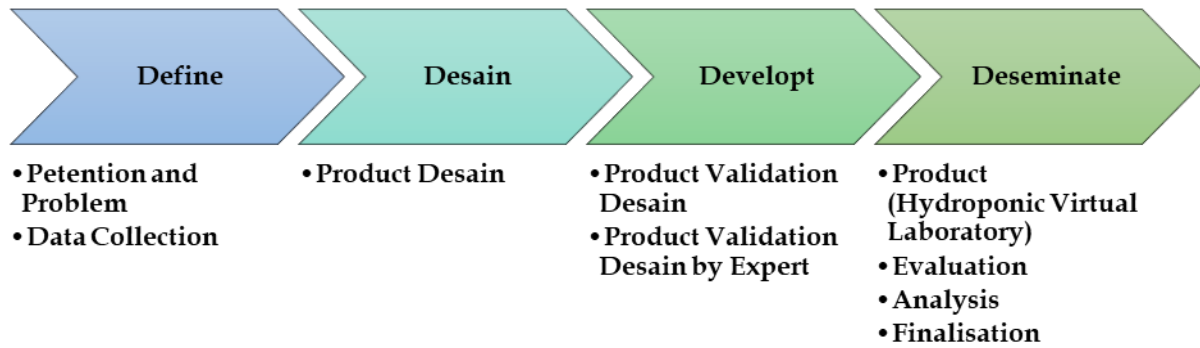 Define
Desain
Developt
Deseminate
•Petention and
Problem
•Data Collection
•Product Desain
•Product Validation
Desain
•Product Validation
Desain by Expert
•Product
(Hydroponic Virtual
Laboratory)
•Evaluation
•Analysis
•Finalisation